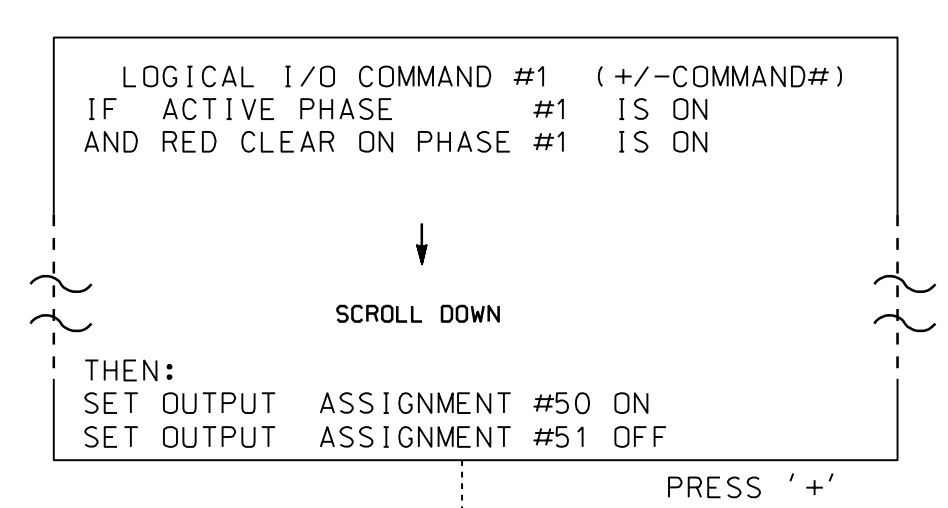 LOGICAL I/O COMMAND #1 (+/-COMMAND#)
IF ACTIVE PHASE #1 IS ON
AND RED CLEAR ON PHASE #1 IS ON
SCROLL DOWN
THEN:
SET OUTPUT ASSIGNMENT #50 ON
SET OUTPUT ASSIGNMENT #51 OFF
PRESS '+'